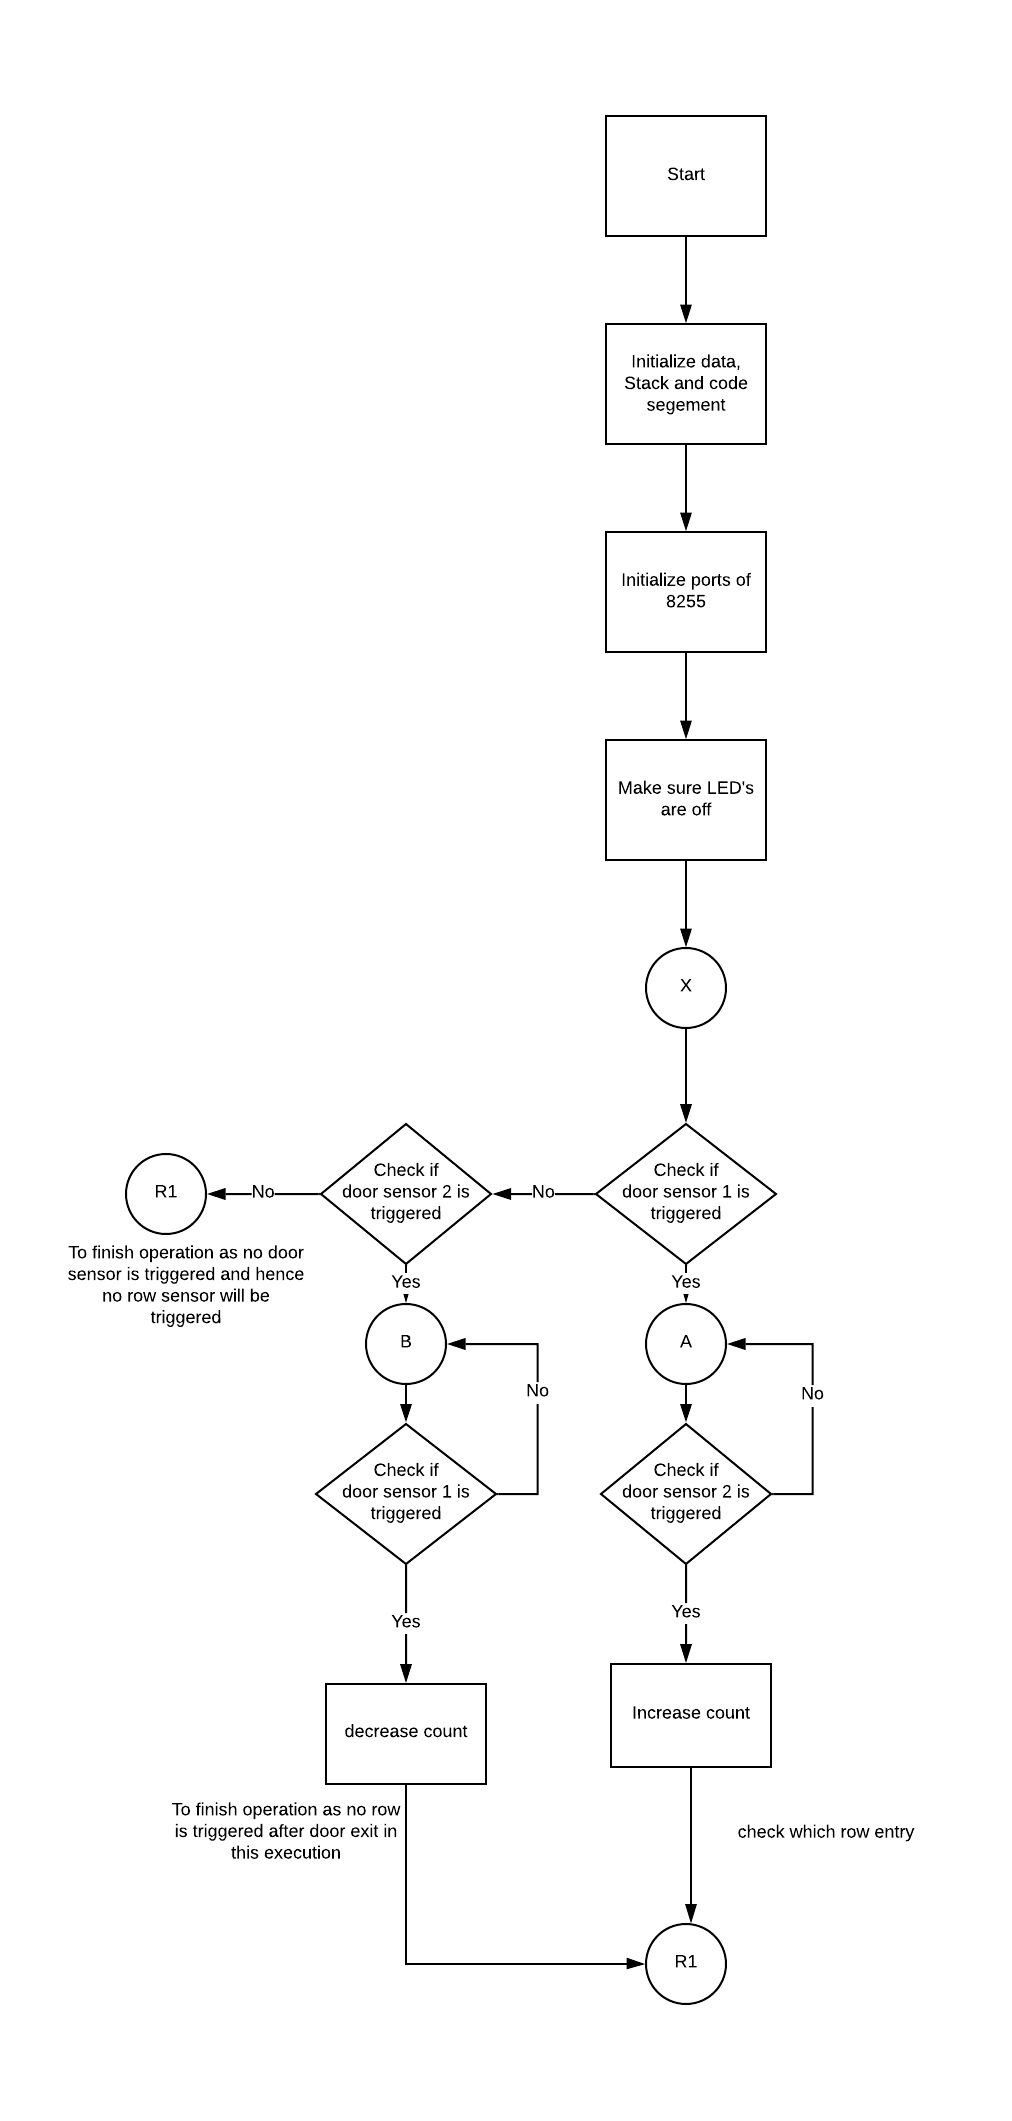 Start
Initialize data,
Stack and code
segement
Initialize ports of
8255
Make sure LED's
are off
X
Check if
door sensor 1 is
triggered
No
Check if
door sensor 2 is
triggered
No
R1
To finish operation as no door
sensor is triggered and hence
no row sensor will be
triggered
Yes
B
No
Check if
door sensor 1 is
triggered
Yes
decrease count
To finish operation as no row
is triggered after door exit in
this execution
Yes
A
No
Check if
door sensor 2 is
triggered
Yes
Increase count
check which row entry
R1